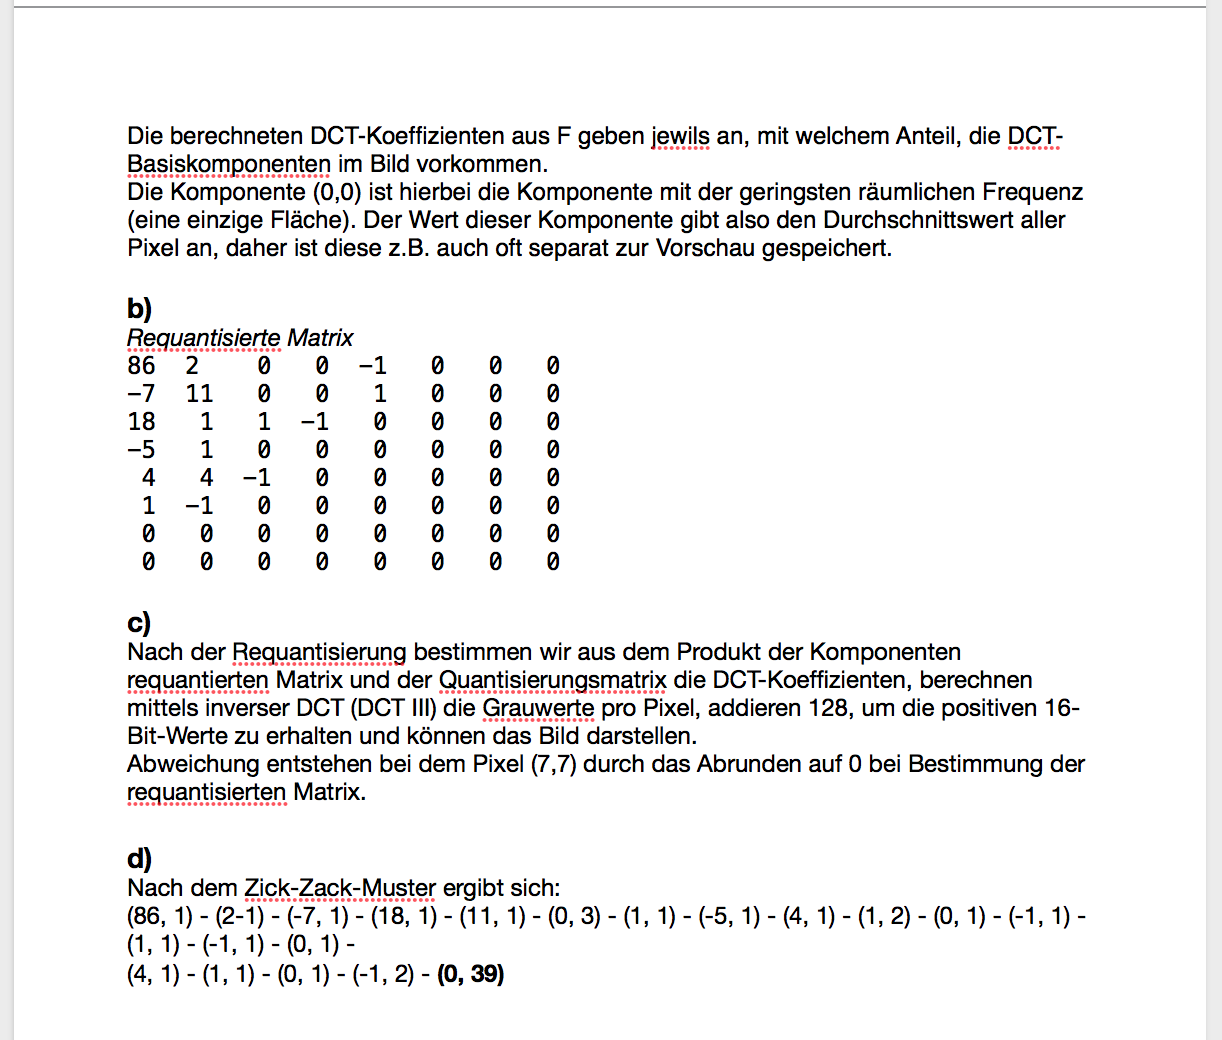 Die berechneten DCT-Koeffizienten aus F geben jewils an, mit welchem Anteil, die DCT-
Basiskomponenten im Bild vorkommen.
Die Komponente (0,0) ist hierbei die Komponente mit der geringsten räumlichen Frequenz
(eine einzige Fläche). Der Wert dieser Komponente gibt also den Durchschnittswert aller
Pixel an, daher ist diese z.B. auch oft separat zur Vorschau gespeichert.
b)
Requantisierte Matrix
86 2 0 0 −1 0 0 0
−7 11 0 0 1 0 0 0
18 1 1 −1 0 0 0 0
−5 1 0 0 0 0 0 0
4 4 −1 0 0 0 0 0
1 −1 0 0 0 0 0 0
0 0 0 0 0 0 0 0
0 0 0 0 0 0 0 0
c)
Nach der Requantisierung bestimmen wir aus dem Produkt der Komponenten
requantierten Matrix und der Quantisierungsmatrix die DCT-Koeffizienten, berechnen
mittels inverser DCT (DCT III) die Grauwerte pro Pixel, addieren 128, um die positiven 16-
Bit-Werte zu erhalten und können das Bild darstellen.
Abweichung entstehen bei dem Pixel (7,7) durch das Abrunden auf 0 bei Bestimmung der
requantisierten Matrix.
d)
Nach dem Zick-Zack-Muster ergibt sich:
(86, 1) - (2-1) - (-7, 1) - (18, 1) - (11, 1) - (0, 3) - (1, 1) - (-5, 1) - (4, 1) - (1, 2) - (0, 1) - (-1, 1) -
(1, 1) - (-1, 1) - (0, 1) -
(4, 1) - (1, 1) - (0, 1) - (-1, 2) - (0, 39)